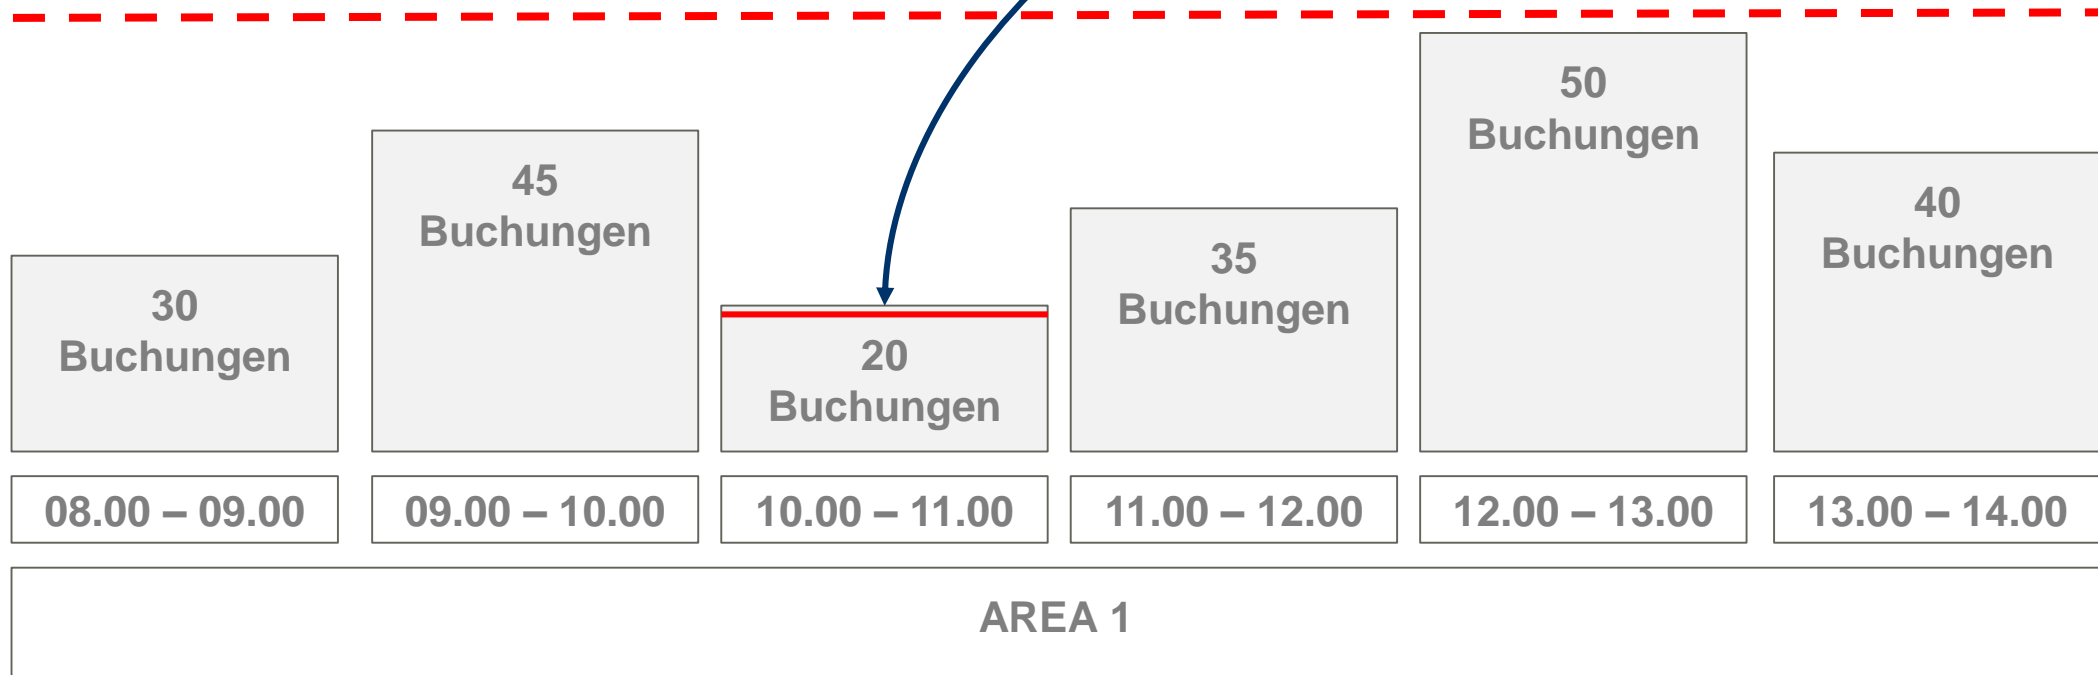 30
Buchungen
45
Buchungen
20
Buchungen
35
Buchungen
50
Buchungen
40
Buchungen
08.00 – 09.00
09.00 – 10.00
10.00 – 11.00
11.00 – 12.00
12.00 – 13.00
13.00 – 14.00
AREA 1